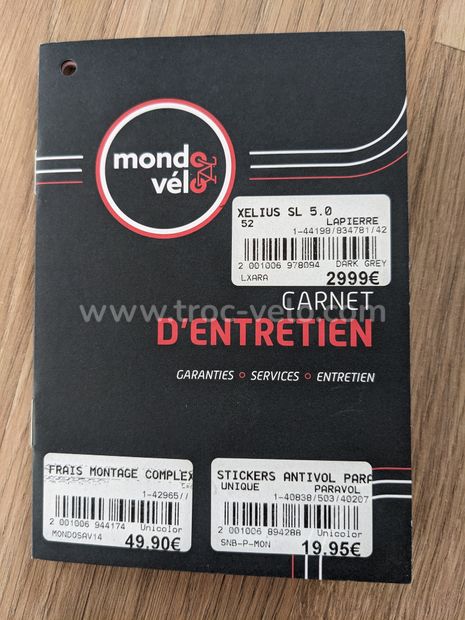 mondo
vélo
XELIUS SL 5.0
52 LAPIERRE
1-44198/834781/42
2 001006 978094 DARK GREY
LXARA 2999€
CARNET
www.troc-velo.com
D'ENTRETIEN
GARANTIES o SERVICES o ENTRETIEN
FRAIS MONTAGE COMPLEX
1-42965//
2 001006 944174 Unicolor
MONDOSAV14 49.90€
STICKERS ANTIVOL PARA
UNIQUE PARAVOL
1-40838/503/40207
2 001006 894288 Unicolor
SNB-P-MON 19.95€